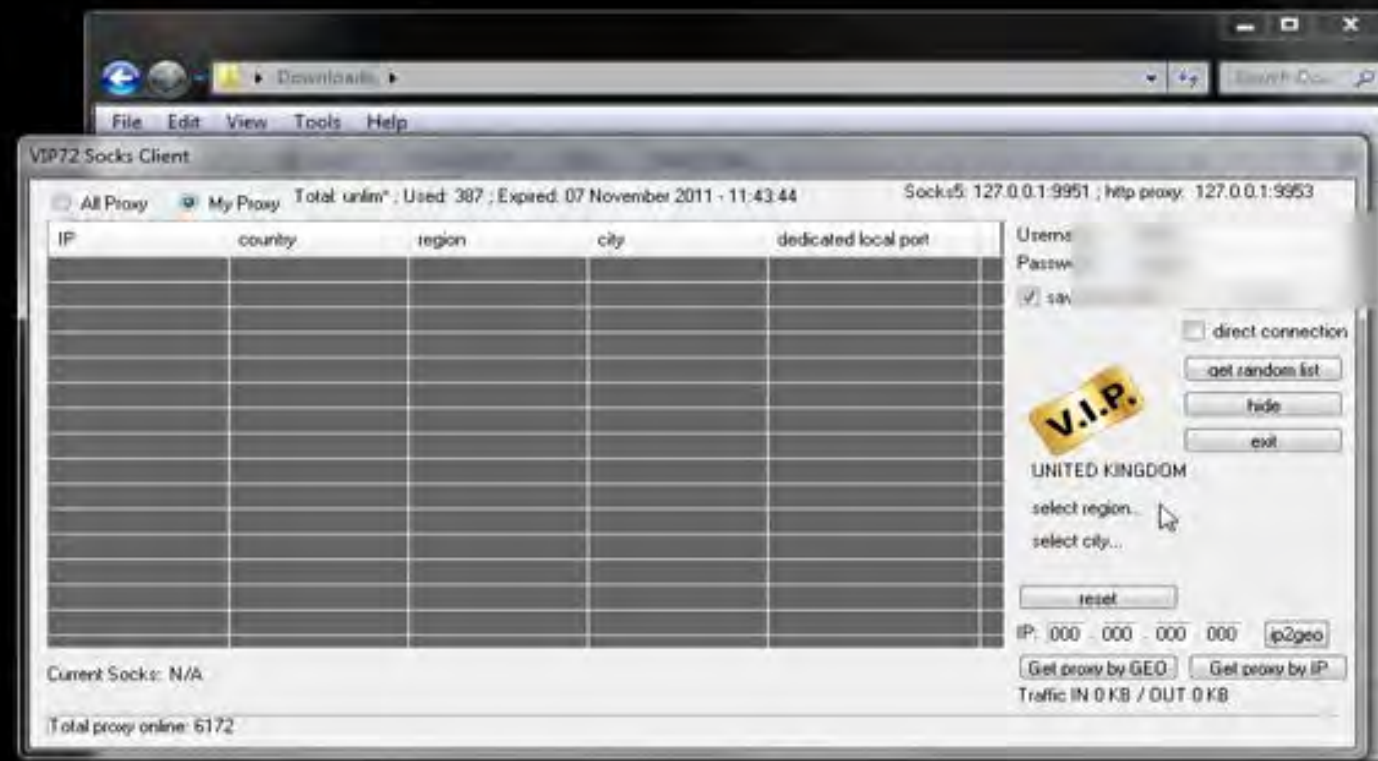 Downloads
File Edit View Tools Help
VIP72 Socks Client
All Proxy My Proxy Total: unlim* ; Used: 387 ; Expired: 07 November 2011 - 11:43:44 Socks5: 127.0.0.1:9951 ; http proxy: 127.0.0.1:9953
IP country region city dedicated local port
Userna
Passw
sav
direct connection
get random list
hide
V.I.P.
exit
UNITED KINGDOM
select region...
select city...
reset
IP: 000 . 000 . 000 . 000 ip2geo
Current Socks: N/A
Get proxy by GEO Get proxy by IP
Traffic IN 0 KB / OUT 0 KB
Total proxy online: 6172